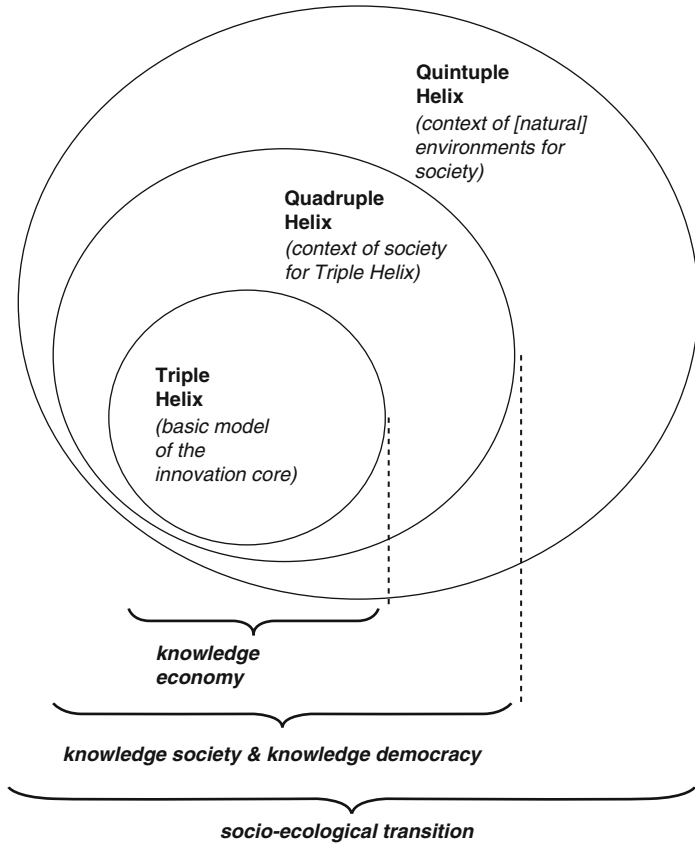 Quintuple
Helix
(context of [natural]
environments for
society)
Quadruple
Helix
(context of society
for Triple Helix)
Triple
Helix
(basic model
of the
innovation core)
knowledge
economy
knowledge society & knowledge democracy
socio-ecological transition